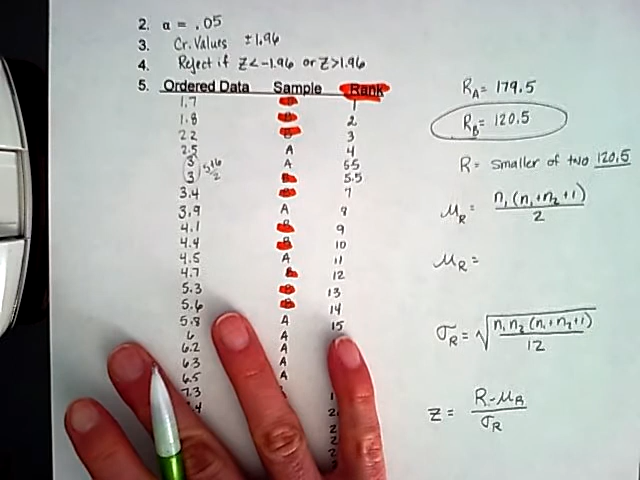 2. α = .05
3. Cr. Values ±1.96
4. Reject if Z < -1.96 or Z > 1.96
5. Ordered Data Sample Rank
1.7 B 1
1.8 B 2
2.2 B 3
2.5 A 4
3 A 5.5
3 B 5.5
3.4 B 7
3.9 A 8
4.1 B 9
4.4 B 10
4.5 A 11
4.7 B 12
5.3 B 13
5.6 B 14
5.8 A 15
6 A
6.2 A
6.3 A
6.5 A
7.3
R_A = 179.5
R_B = 120.5
R = smaller of two 120.5
μ_R = n₁(n₁+n₂+1) / 2
μ_R =
σ_R = √(n₁n₂(n₁+n₂+1) / 12)
Z = R-μ_R / σ_R